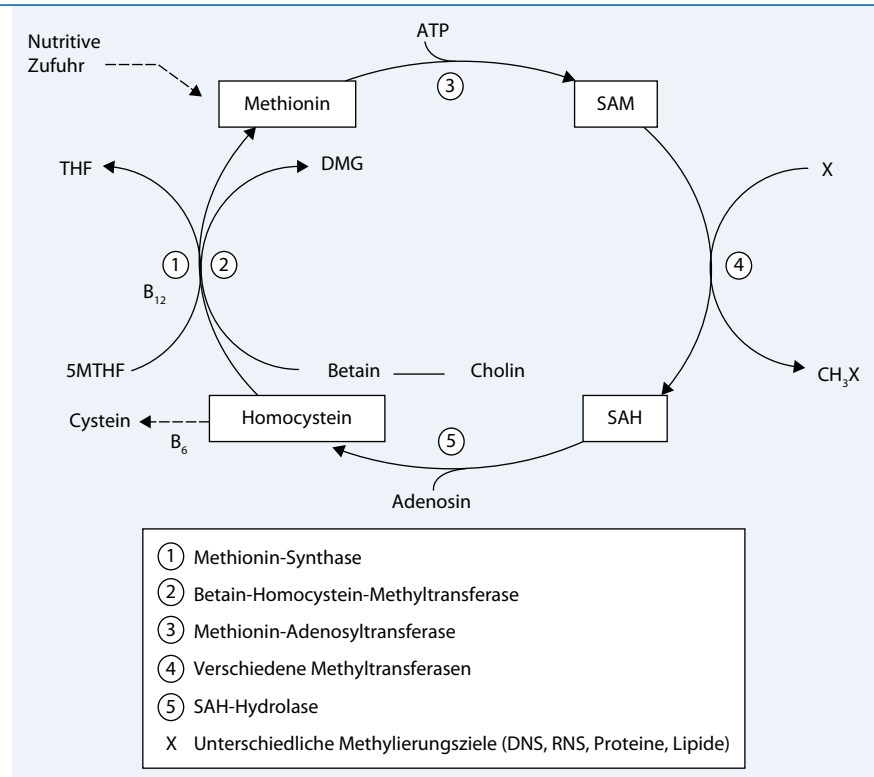 Nutritive
Zufuhr
ATP
3
Methionin
SAM
THF
DMG
X
1
2
4
B12
5MTHF
Betain
Cholin
CH3X
Cystein
B6
Homocystein
SAH
5
Adenosin
1 Methionin-Synthase
2 Betain-Homocystein-Methyltransferase
3 Methionin-Adenosyltransferase
4 Verschiedene Methyltransferasen
5 SAH-Hydrolase
X Unterschiedliche Methylierungsziele (DNS, RNS, Proteine, Lipide)